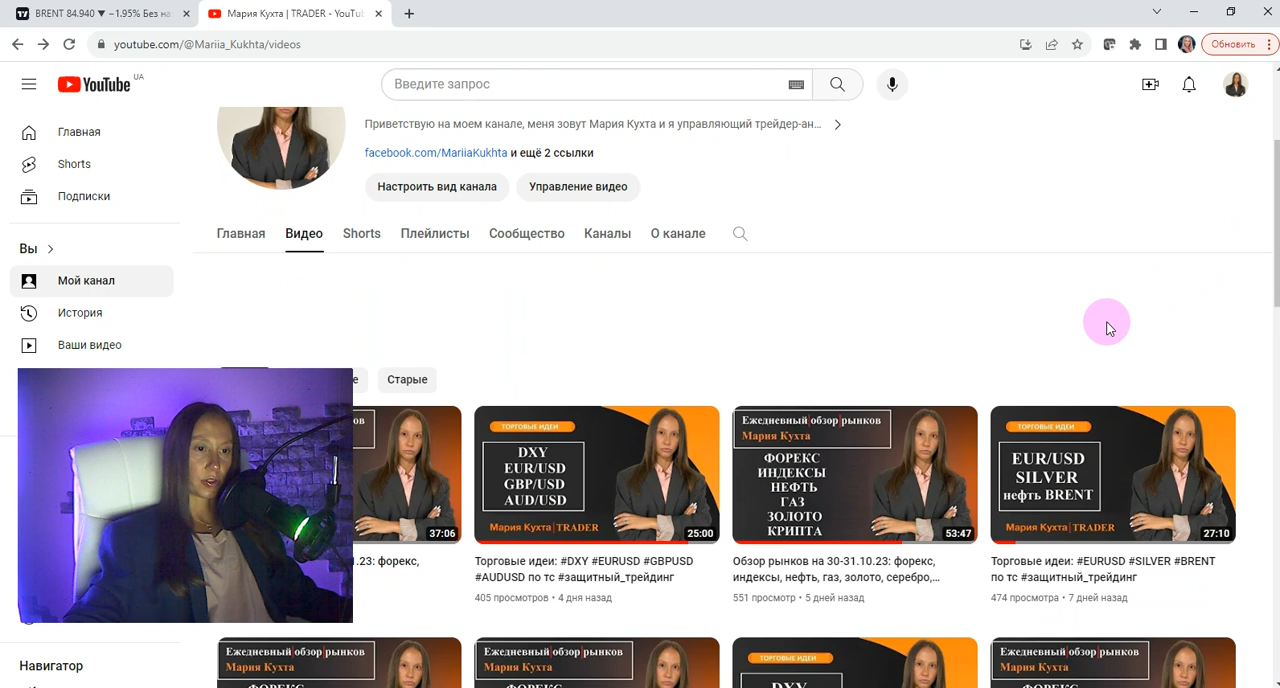 BRENT 84.940 ▼ −1.95% Без на
Мария Кухта | TRADER - YouTu
youtube.com/@Mariia_Kukhta/videos
Обновить
YouTube UA
Введите запрос
Главная
Shorts
Подписки
Вы
Мой канал
История
Ваши видео
Навигатор
Приветствую на моем канале, меня зовут Мария Кухта и я управляющий трейдер-ан...
facebook.com/MariiaKukhta и ещё 2 ссылки
Настроить вид канала
Управление видео
Главная
Видео
Shorts
Плейлисты
Сообщество
Каналы
О канале
е
Старые
рынков
37:06
1.23: форекс,
ТОРГОВЫЕ ИДЕИ
DXY
EUR/USD
GBP/USD
AUD/USD
Мария Кухта | TRADER
25:00
Торговые идеи: #DXY #EURUSD #GBPUSD
#AUDUSD по тс #защитный_трейдинг
405 просмотров • 4 дня назад
Ежедневный обзор рынков
Мария Кухта
ФОРЕКС
ИНДЕКСЫ
НЕФТЬ
ГАЗ
ЗОЛОТО
КРИПТА
53:47
Обзор рынков на 30-31.10.23: форекс,
индексы, нефть, газ, золото, серебро,...
551 просмотр • 5 дней назад
ТОРГОВЫЕ ИДЕИ
EUR/USD
SILVER
нефть BRENT
Мария Кухта | TRADER
27:10
Торговые идеи: #EURUSD #SILVER #BRENT
по тс #защитный_трейдинг
474 просмотра • 7 дней назад
Ежедневный обзор рынков
Мария Кухта
ФОРЕКС
Ежедневный обзор рынков
Мария Кухта
ФОРЕКС
ТОРГОВЫЕ ИДЕИ
DXY
Ежедневный обзор рынков
Мария Кухта
ФОРЕКС